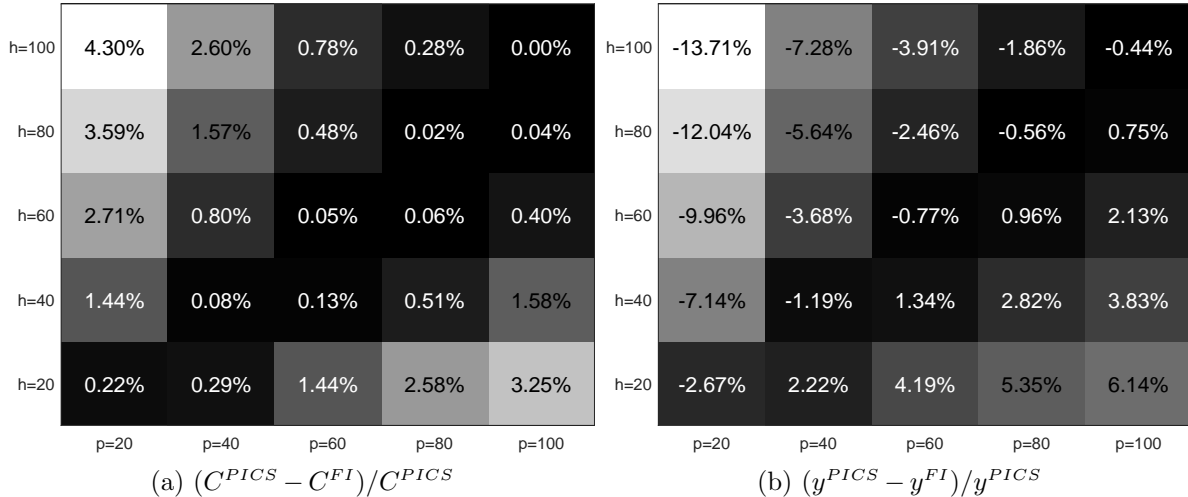 h=100 4.30% 2.60% 0.78% 0.28% 0.00%
h=80 3.59% 1.57% 0.48% 0.02% 0.04%
h=60 2.71% 0.80% 0.05% 0.06% 0.40%
h=40 1.44% 0.08% 0.13% 0.51% 1.58%
h=20 0.22% 0.29% 1.44% 2.58% 3.25%
p=20 p=40 p=60 p=80 p=100
(a) $(C^{PICS} - C^{FI})/C^{PICS}$
h=100 -13.71% -7.28% -3.91% -1.86% -0.44%
h=80 -12.04% -5.64% -2.46% -0.56% 0.75%
h=60 -9.96% -3.68% -0.77% 0.96% 2.13%
h=40 -7.14% -1.19% 1.34% 2.82% 3.83%
h=20 -2.67% 2.22% 4.19% 5.35% 6.14%
p=20 p=40 p=60 p=80 p=100
(b) $(y^{PICS} - y^{FI})/y^{PICS}$